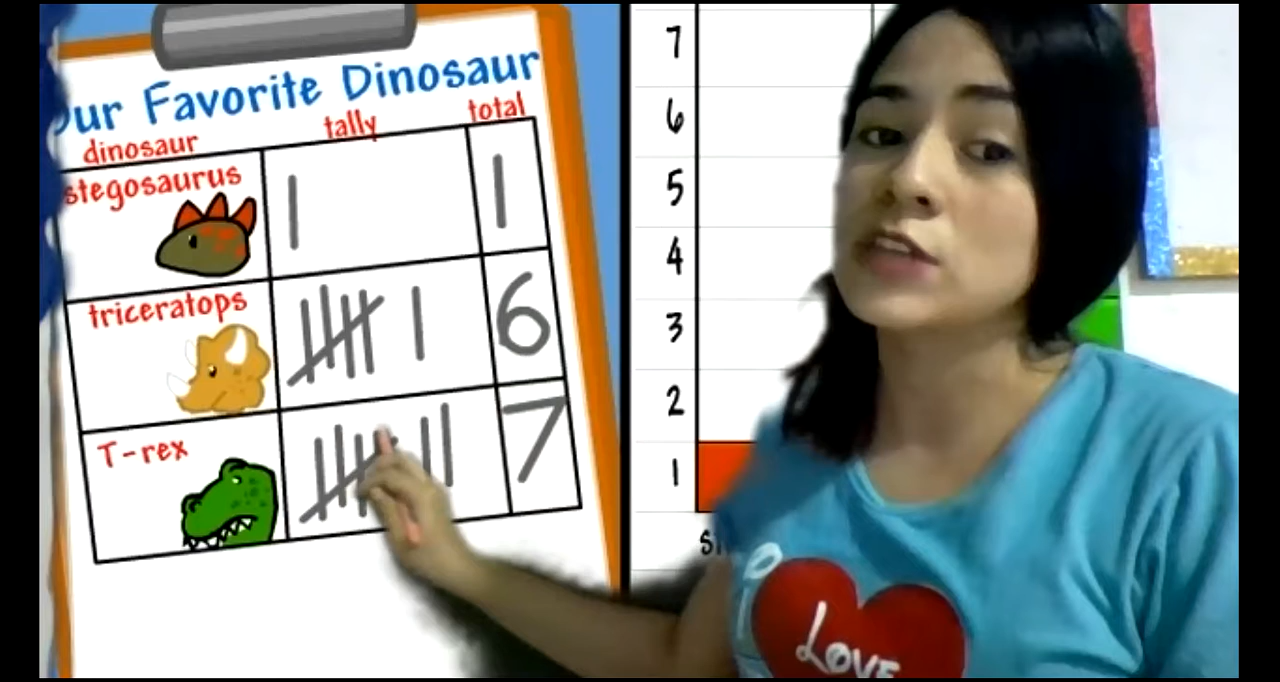 Our Favorite Dinosaur
dinosaur tally total
stegosaurus 1
triceratops 6
T-rex 7
7
6
5
4
3
2
1
i
Love